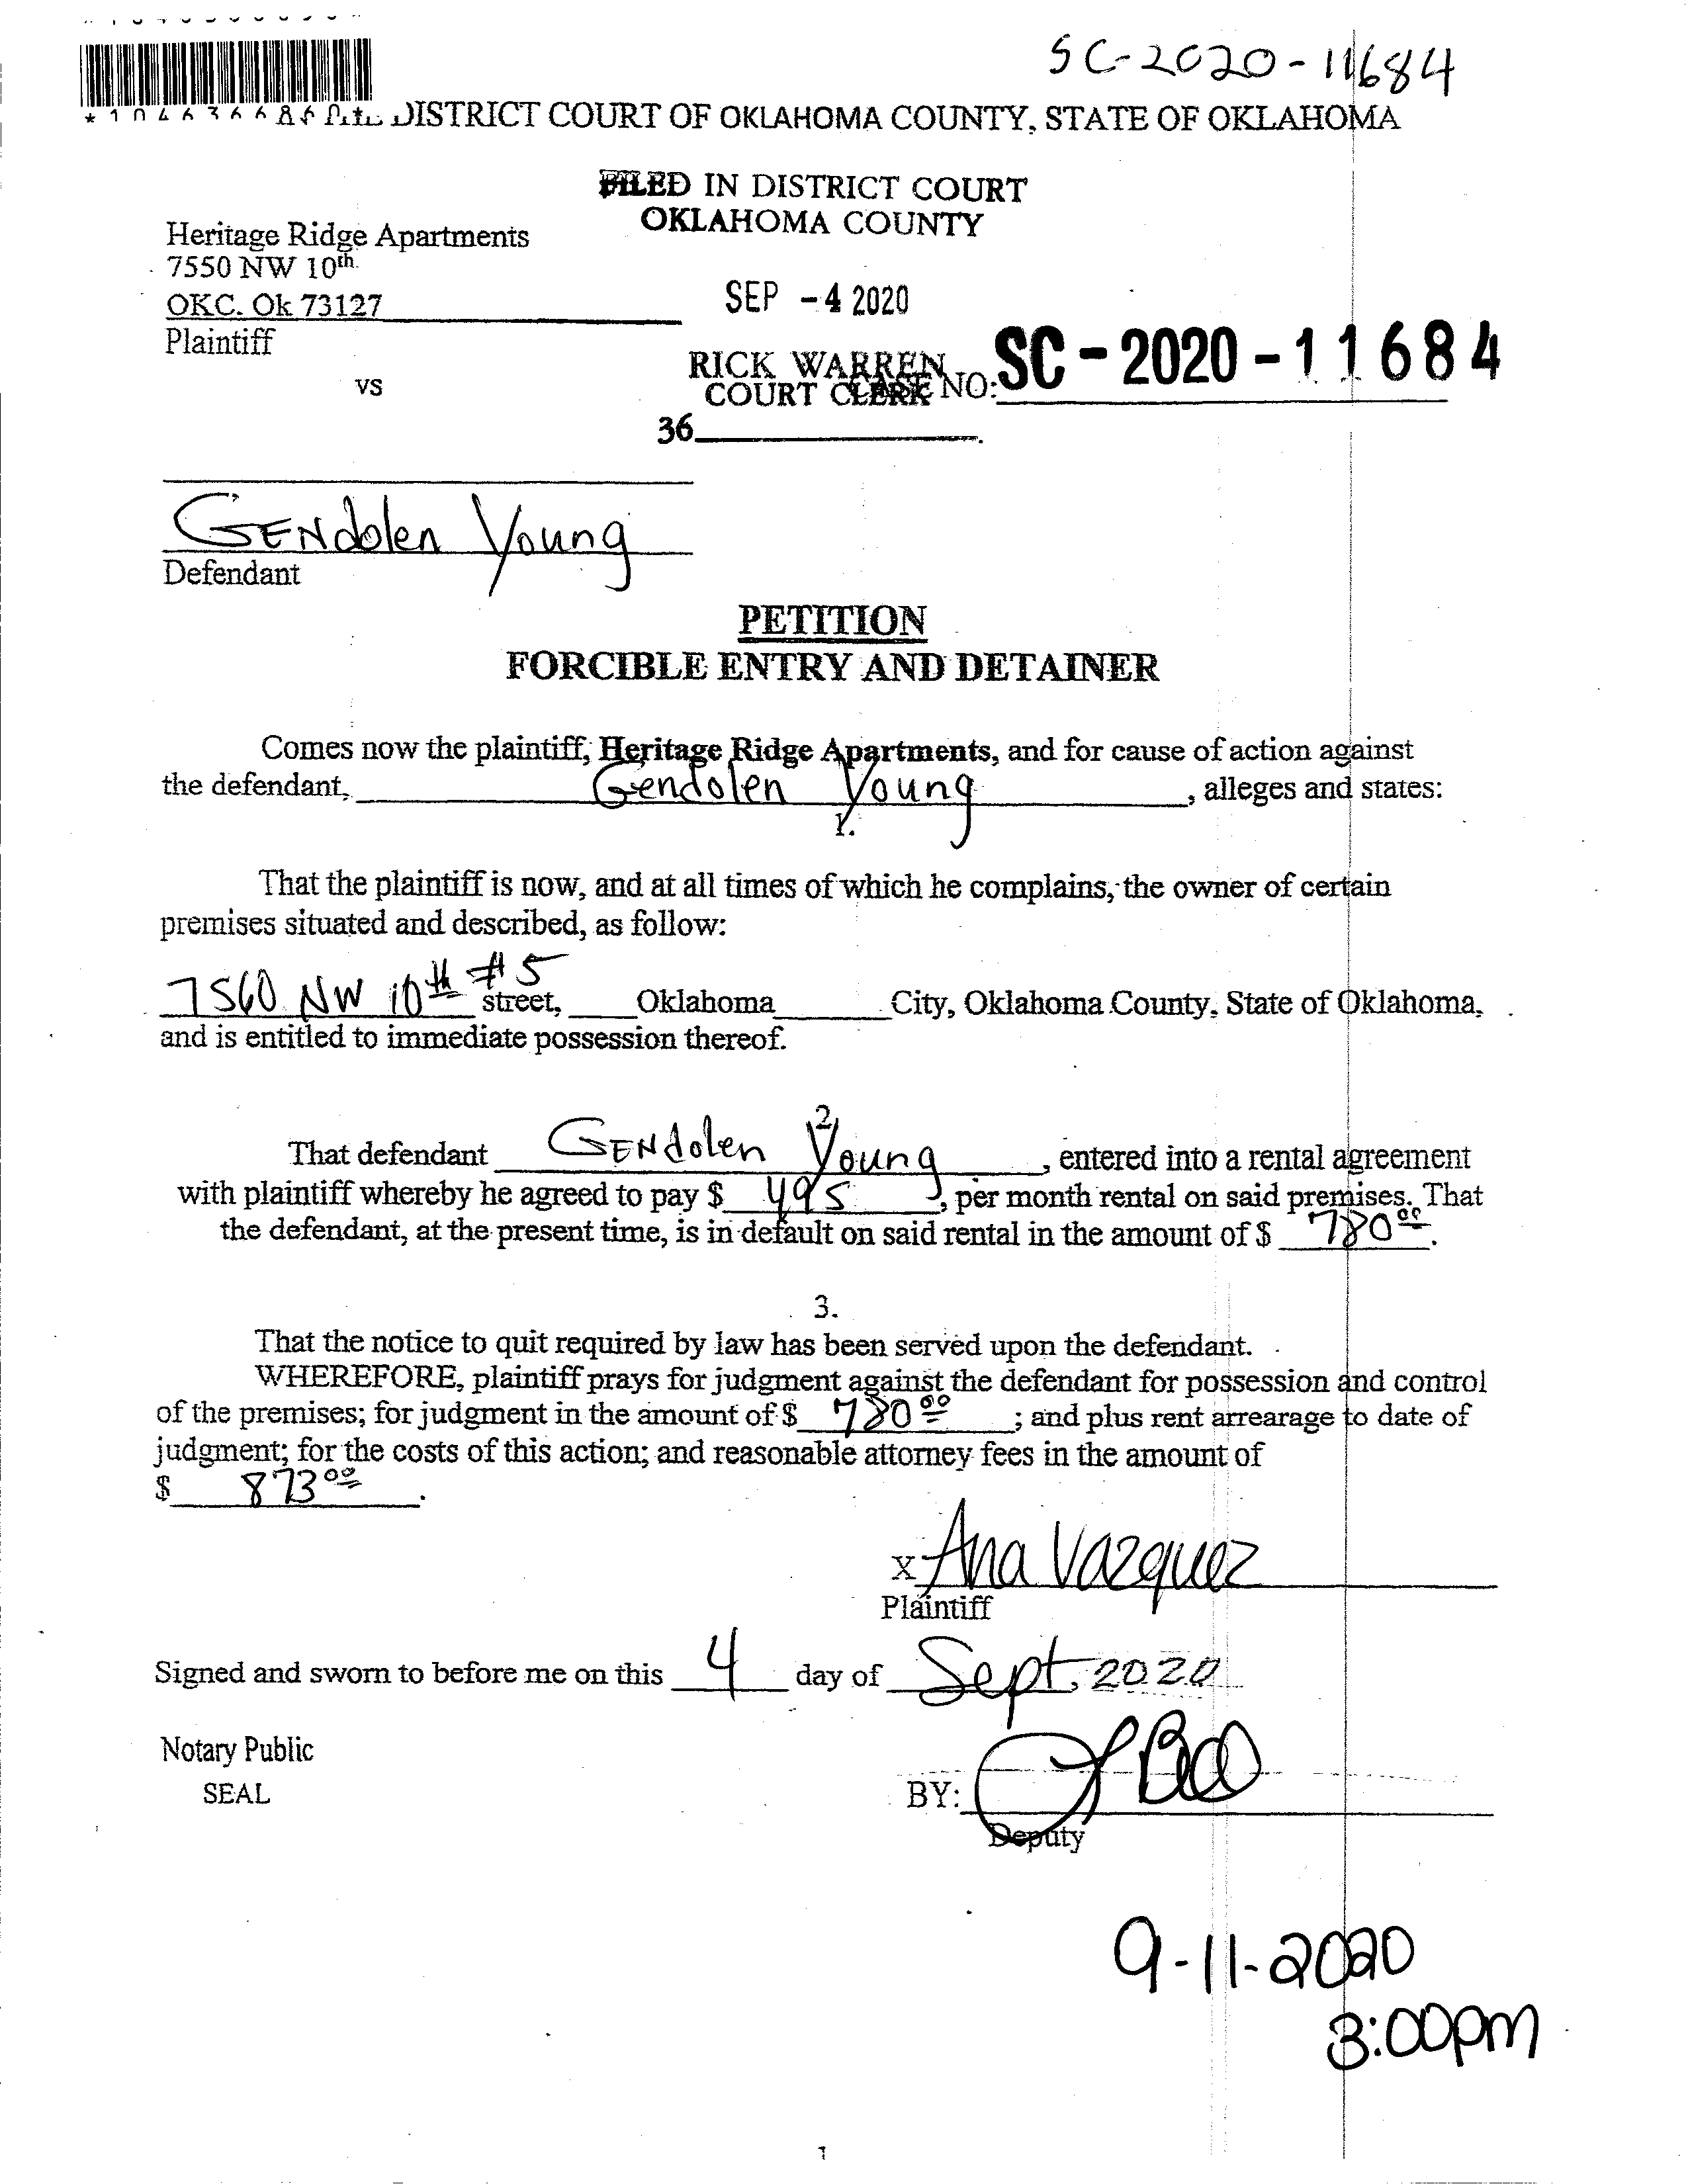 SC-2020-11684
DISTRICT COURT OF OKLAHOMA COUNTY, STATE OF OKLAHOMA
FILED IN DISTRICT COURT
OKLAHOMA COUNTY
Heritage Ridge Apartments
7550 NW 10th
OKC. Ok 73127
Plaintiff
SEP -4 2020
vs
RICK WARREN
COURT CLERK
CASE NO: SC-2020-11684
36
GENdolen Young
Defendant
PETITION
FORCIBLE ENTRY AND DETAINER
Comes now the plaintiff, Heritage Ridge Apartments, and for cause of action against
the defendant, Gendolen Young, alleges and states:
1.
That the plaintiff is now, and at all times of which he complains, the owner of certain
premises situated and described, as follow:
7560 NW 10th #5 street, Oklahoma City, Oklahoma County, State of Oklahoma,
and is entitled to immediate possession thereof.
2.
That defendant GENdolen Young, entered into a rental agreement
with plaintiff whereby he agreed to pay $ 495, per month rental on said premises. That
the defendant, at the present time, is in default on said rental in the amount of $ 780 00.
3.
That the notice to quit required by law has been served upon the defendant.
WHEREFORE, plaintiff prays for judgment against the defendant for possession and control
of the premises; for judgment in the amount of $ 780 00; and plus rent arrearage to date of
judgment; for the costs of this action; and reasonable attorney fees in the amount of
$ 873 00.
X Ana Vazquez
Plaintiff
Signed and sworn to before me on this 4 day of Sept, 2020
Notary Public
SEAL
BY:
Deputy
9-11-2020
3:00pm
1